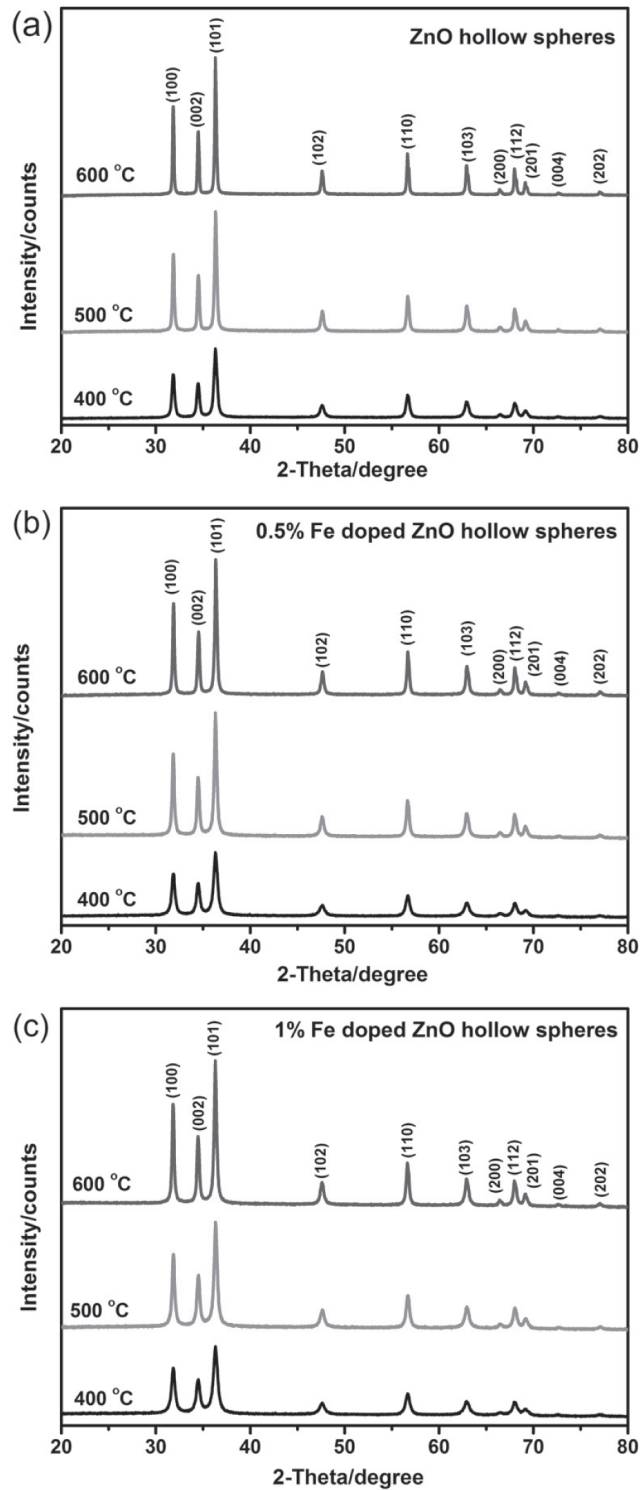 (a)
ZnO hollow spheres
(100)
(002)
(101)
(102)
(110)
(103)
(200)
(112)
(201)
(004)
(202)
600 °C
500 °C
400 °C
Intensity/counts
20 30 40 50 60 70 80
2-Theta/degree
(b)
0.5% Fe doped ZnO hollow spheres
(100)
(002)
(101)
(102)
(110)
(103)
(200)
(112)
(201)
(004)
(202)
600 °C
500 °C
400 °C
Intensity/counts
20 30 40 50 60 70 80
2-Theta/degree
(c)
1% Fe doped ZnO hollow spheres
(100)
(002)
(101)
(102)
(110)
(103)
(200)
(112)
(201)
(004)
(202)
600 °C
500 °C
400 °C
Intensity/counts
20 30 40 50 60 70 80
2-Theta/degree